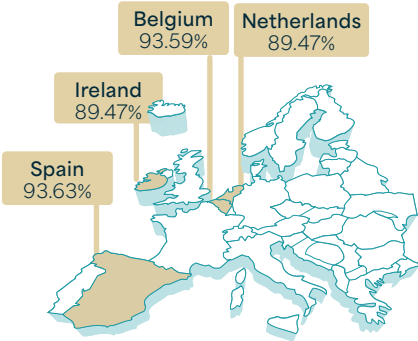 Belgium
93.59%
Netherlands
89.47%
Ireland
89.47%
Spain
93.63%